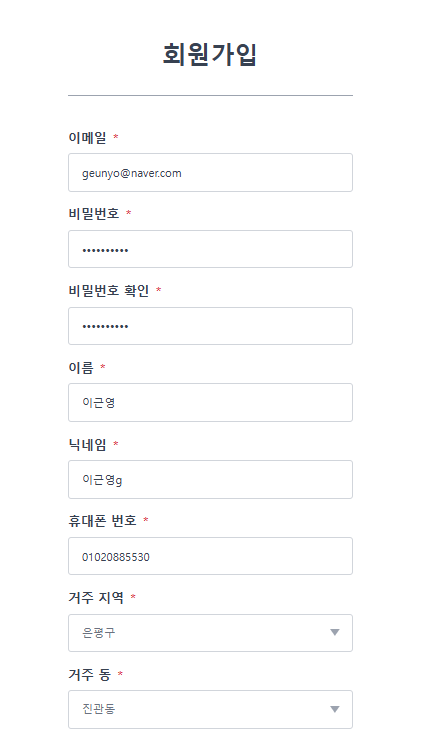 회원가입
이메일 *
geunyo@naver.com
비밀번호 *
••••••••••
비밀번호 확인 *
••••••••••
이름 *
이근영
닉네임 *
이근영g
휴대폰 번호 *
01020885530
거주 지역 *
은평구
거주 동 *
진관동